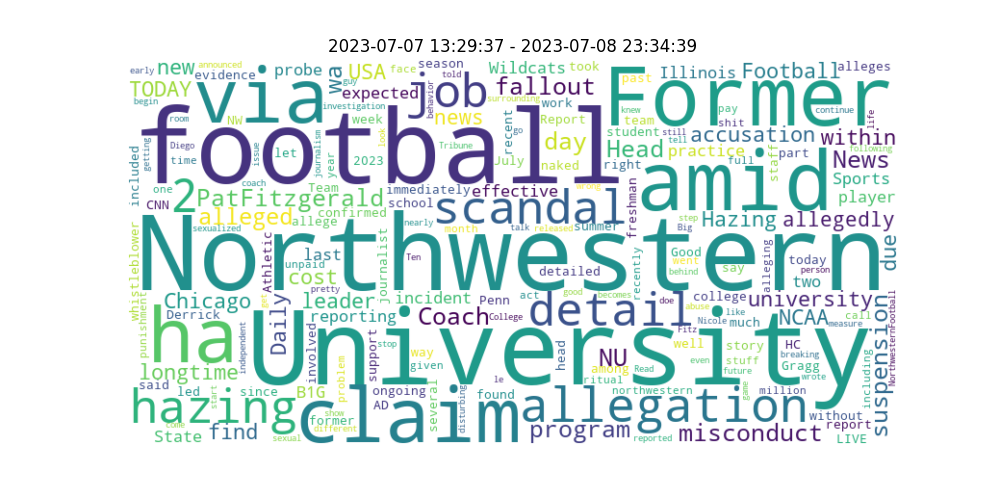 2023-07-07 13:29:37 - 2023-07-08 23:34:39
early announced new probe USA face season Wildcats took Illinois Football alleges
TODAY evidence via wa guy told job fallout Former past
begin expected behavior surrounding knew pay continue life
room NW investigation week news recent work team shit accusation within
football Tribune go Report day student still tell
Diego issue let journalism year look July naked Head practice full staff part News following
getting time 2023 right amid Sports
included one coach Team immediately effective wrong freshman player
CNN 2 PatFitzgerald school scandal
alleged confirmed nearly summer step Big Hazing allegedly
sexualized allege month talk released
Northwestern Good alleging due
whistleblower Athletic last journalist Ten recently went say today
unpaid cost pretty detailed behind person two
Chicago get leader incident Penn act good becomes doe college university
Derrick reporting Coach College detail abuse like much NCAA call
punishment ha Daily independent University Nicole measure NorthwesternFootball
involved support stop Fitz well story HC breaking
longtime problem way given head NU among even stuff Gragg
said led since B1G ongoing le ritual Read future wrote including suspension
start AD several found northwestern game million
hazing show disturbing claim allegation without
come former reported report
State find sexual different program misconduct LIVE